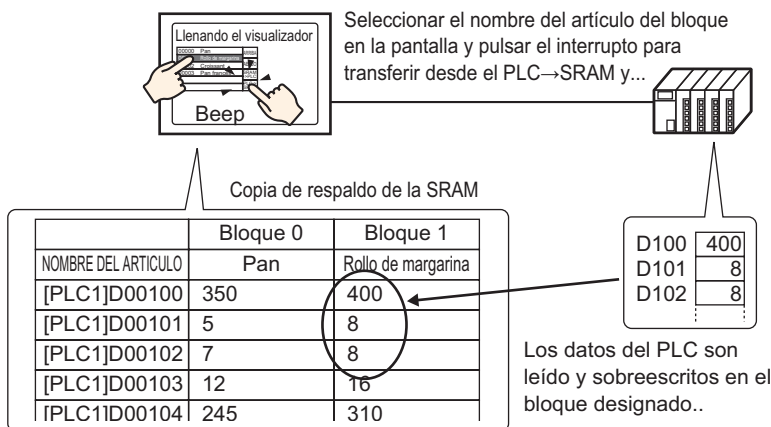 Seleccionar el nombre del artículo del bloque
en la pantalla y pulsar el interrupto para
transferir desde el PLC→SRAM y...
Llenando el visualizador
00000 Pan
Rollo de margarina
Croissant
00003 Pan francés
SRAM
Beep
Copia de respaldo de la SRAM
Bloque 0 Bloque 1
NOMBRE DEL ARTICULO Pan Rollo de margarina
[PLC1]D00100 350 400
[PLC1]D00101 5 8
[PLC1]D00102 7 8
[PLC1]D00103 12 16
[PLC1]D00104 245 310
D100 400
D101 8
D102 8
Los datos del PLC son
leído y sobreescritos en el
bloque designado..